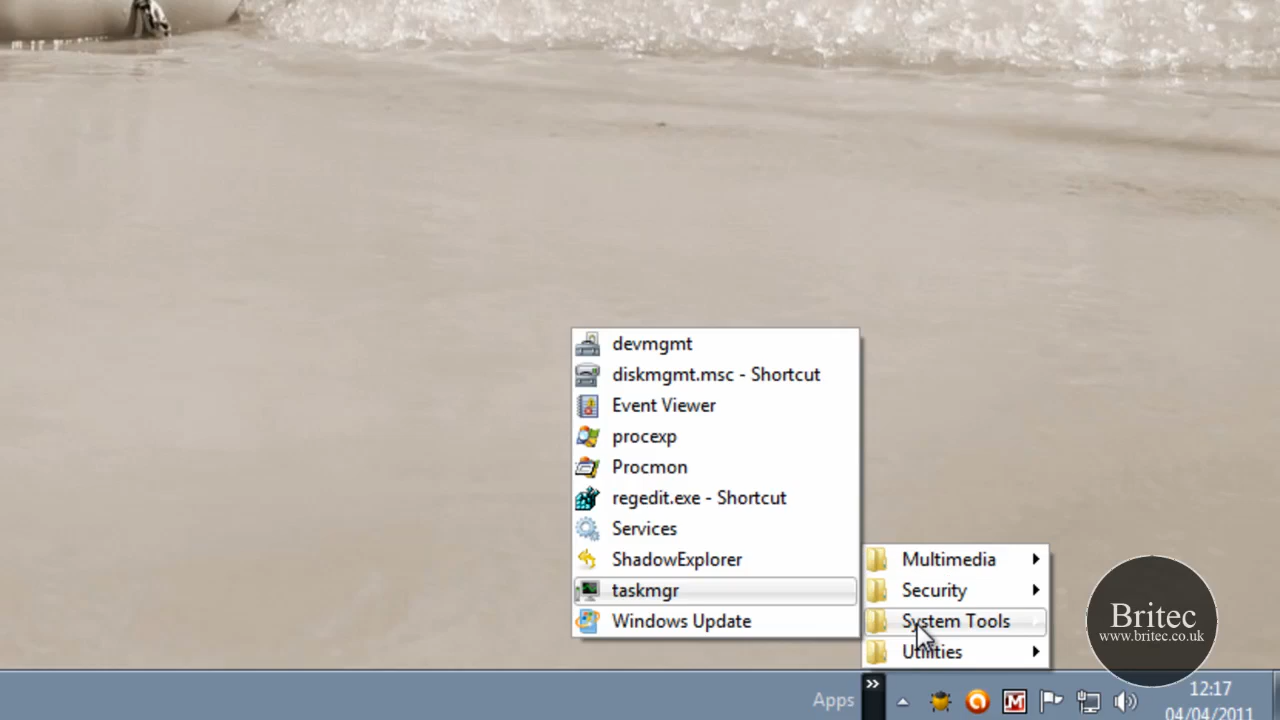 devmgmt
diskmgmt.msc - Shortcut
Event Viewer
procexp
Procmon
regedit.exe - Shortcut
Services
ShadowExplorer
taskmgr
Windows Update
Multimedia
Security
System Tools
Utilities
Britec
www.britec.co.uk
Apps
12:17
04/04/2011